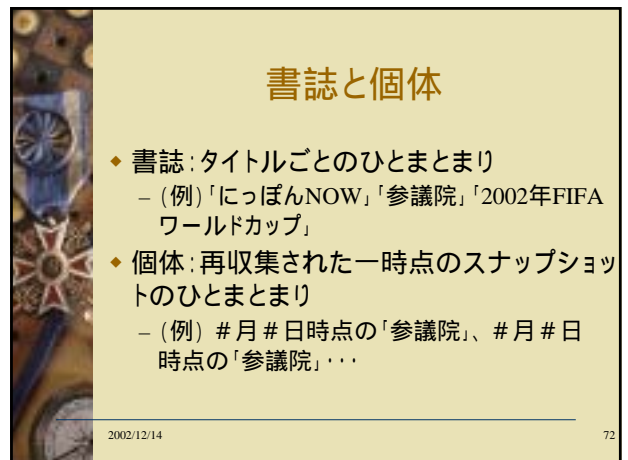 書誌と個体
◆ 書誌:タイトルごとのひとまとまり
– (例)「にっぽんNOW」「参議院」「2002年FIFA
ワールドカップ」
◆ 個体:再収集された一時点のスナップショッ
トのひとまとまり
– (例) #月#日時点の「参議院」、#月#日
時点の「参議院」・・・
2002/12/14
72